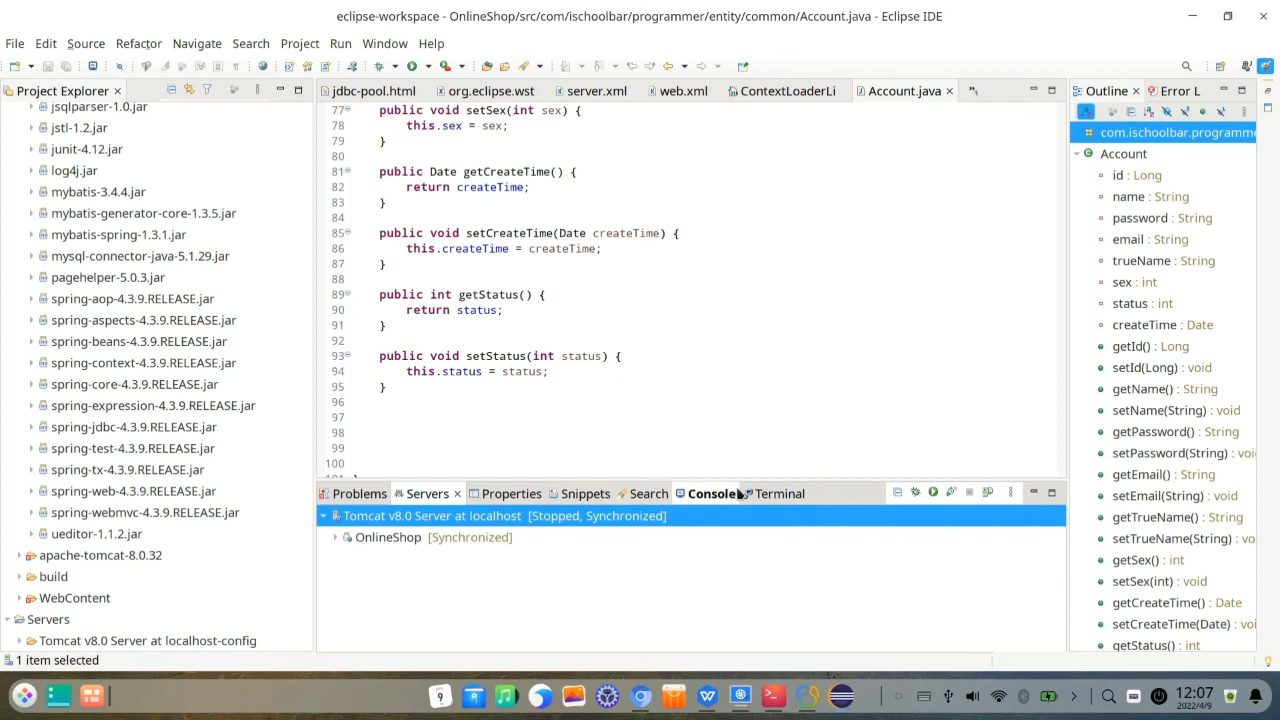 eclipse-workspace - OnlineShop/src/com/ischoolbar/programmer/entity/common/Account.java - Eclipse IDE
File Edit Source Refactor Navigate Search Project Run Window Help
Project Explorer
jsqlparser-1.0.jar
jstl-1.2.jar
junit-4.12.jar
log4j.jar
mybatis-3.4.4.jar
mybatis-generator-core-1.3.5.jar
mybatis-spring-1.3.1.jar
mysql-connector-java-5.1.29.jar
pagehelper-5.0.3.jar
spring-aop-4.3.9.RELEASE.jar
spring-aspects-4.3.9.RELEASE.jar
spring-beans-4.3.9.RELEASE.jar
spring-context-4.3.9.RELEASE.jar
spring-core-4.3.9.RELEASE.jar
spring-expression-4.3.9.RELEASE.jar
spring-jdbc-4.3.9.RELEASE.jar
spring-test-4.3.9.RELEASE.jar
spring-tx-4.3.9.RELEASE.jar
spring-web-4.3.9.RELEASE.jar
spring-webmvc-4.3.9.RELEASE.jar
ueditor-1.1.2.jar
apache-tomcat-8.0.32
build
WebContent
Servers
Tomcat v8.0 Server at localhost-config
jdbc-pool.html org.eclipse.wst server.xml web.xml ContextLoaderLi Account.java
77 public void setSex(int sex) {
78 this.sex = sex;
79 }
80
81 public Date getCreateTime() {
82 return createTime;
83 }
84
85 public void setCreateTime(Date createTime) {
86 this.createTime = createTime;
87 }
88
89 public int getStatus() {
90 return status;
91 }
92
93 public void setStatus(int status) {
94 this.status = status;
95 }
96
97
98
99
100
Problems Servers Properties Snippets Search Console Terminal
Tomcat v8.0 Server at localhost [Stopped, Synchronized]
OnlineShop [Synchronized]
Outline Error L
com.ischoolbar.programme
Account
id : Long
name : String
password : String
email : String
trueName : String
sex : int
status : int
createTime : Date
getId() : Long
setId(Long) : void
getName() : String
setName(String) : void
getPassword() : String
setPassword(String) : voi
getEmail() : String
setEmail(String) : void
getTrueName() : String
setTrueName(String) : vo
getSex() : int
setSex(int) : void
getCreateTime() : Date
setCreateTime(Date) : voi
getStatus() : int
1 item selected
9
12:07
2022/4/9